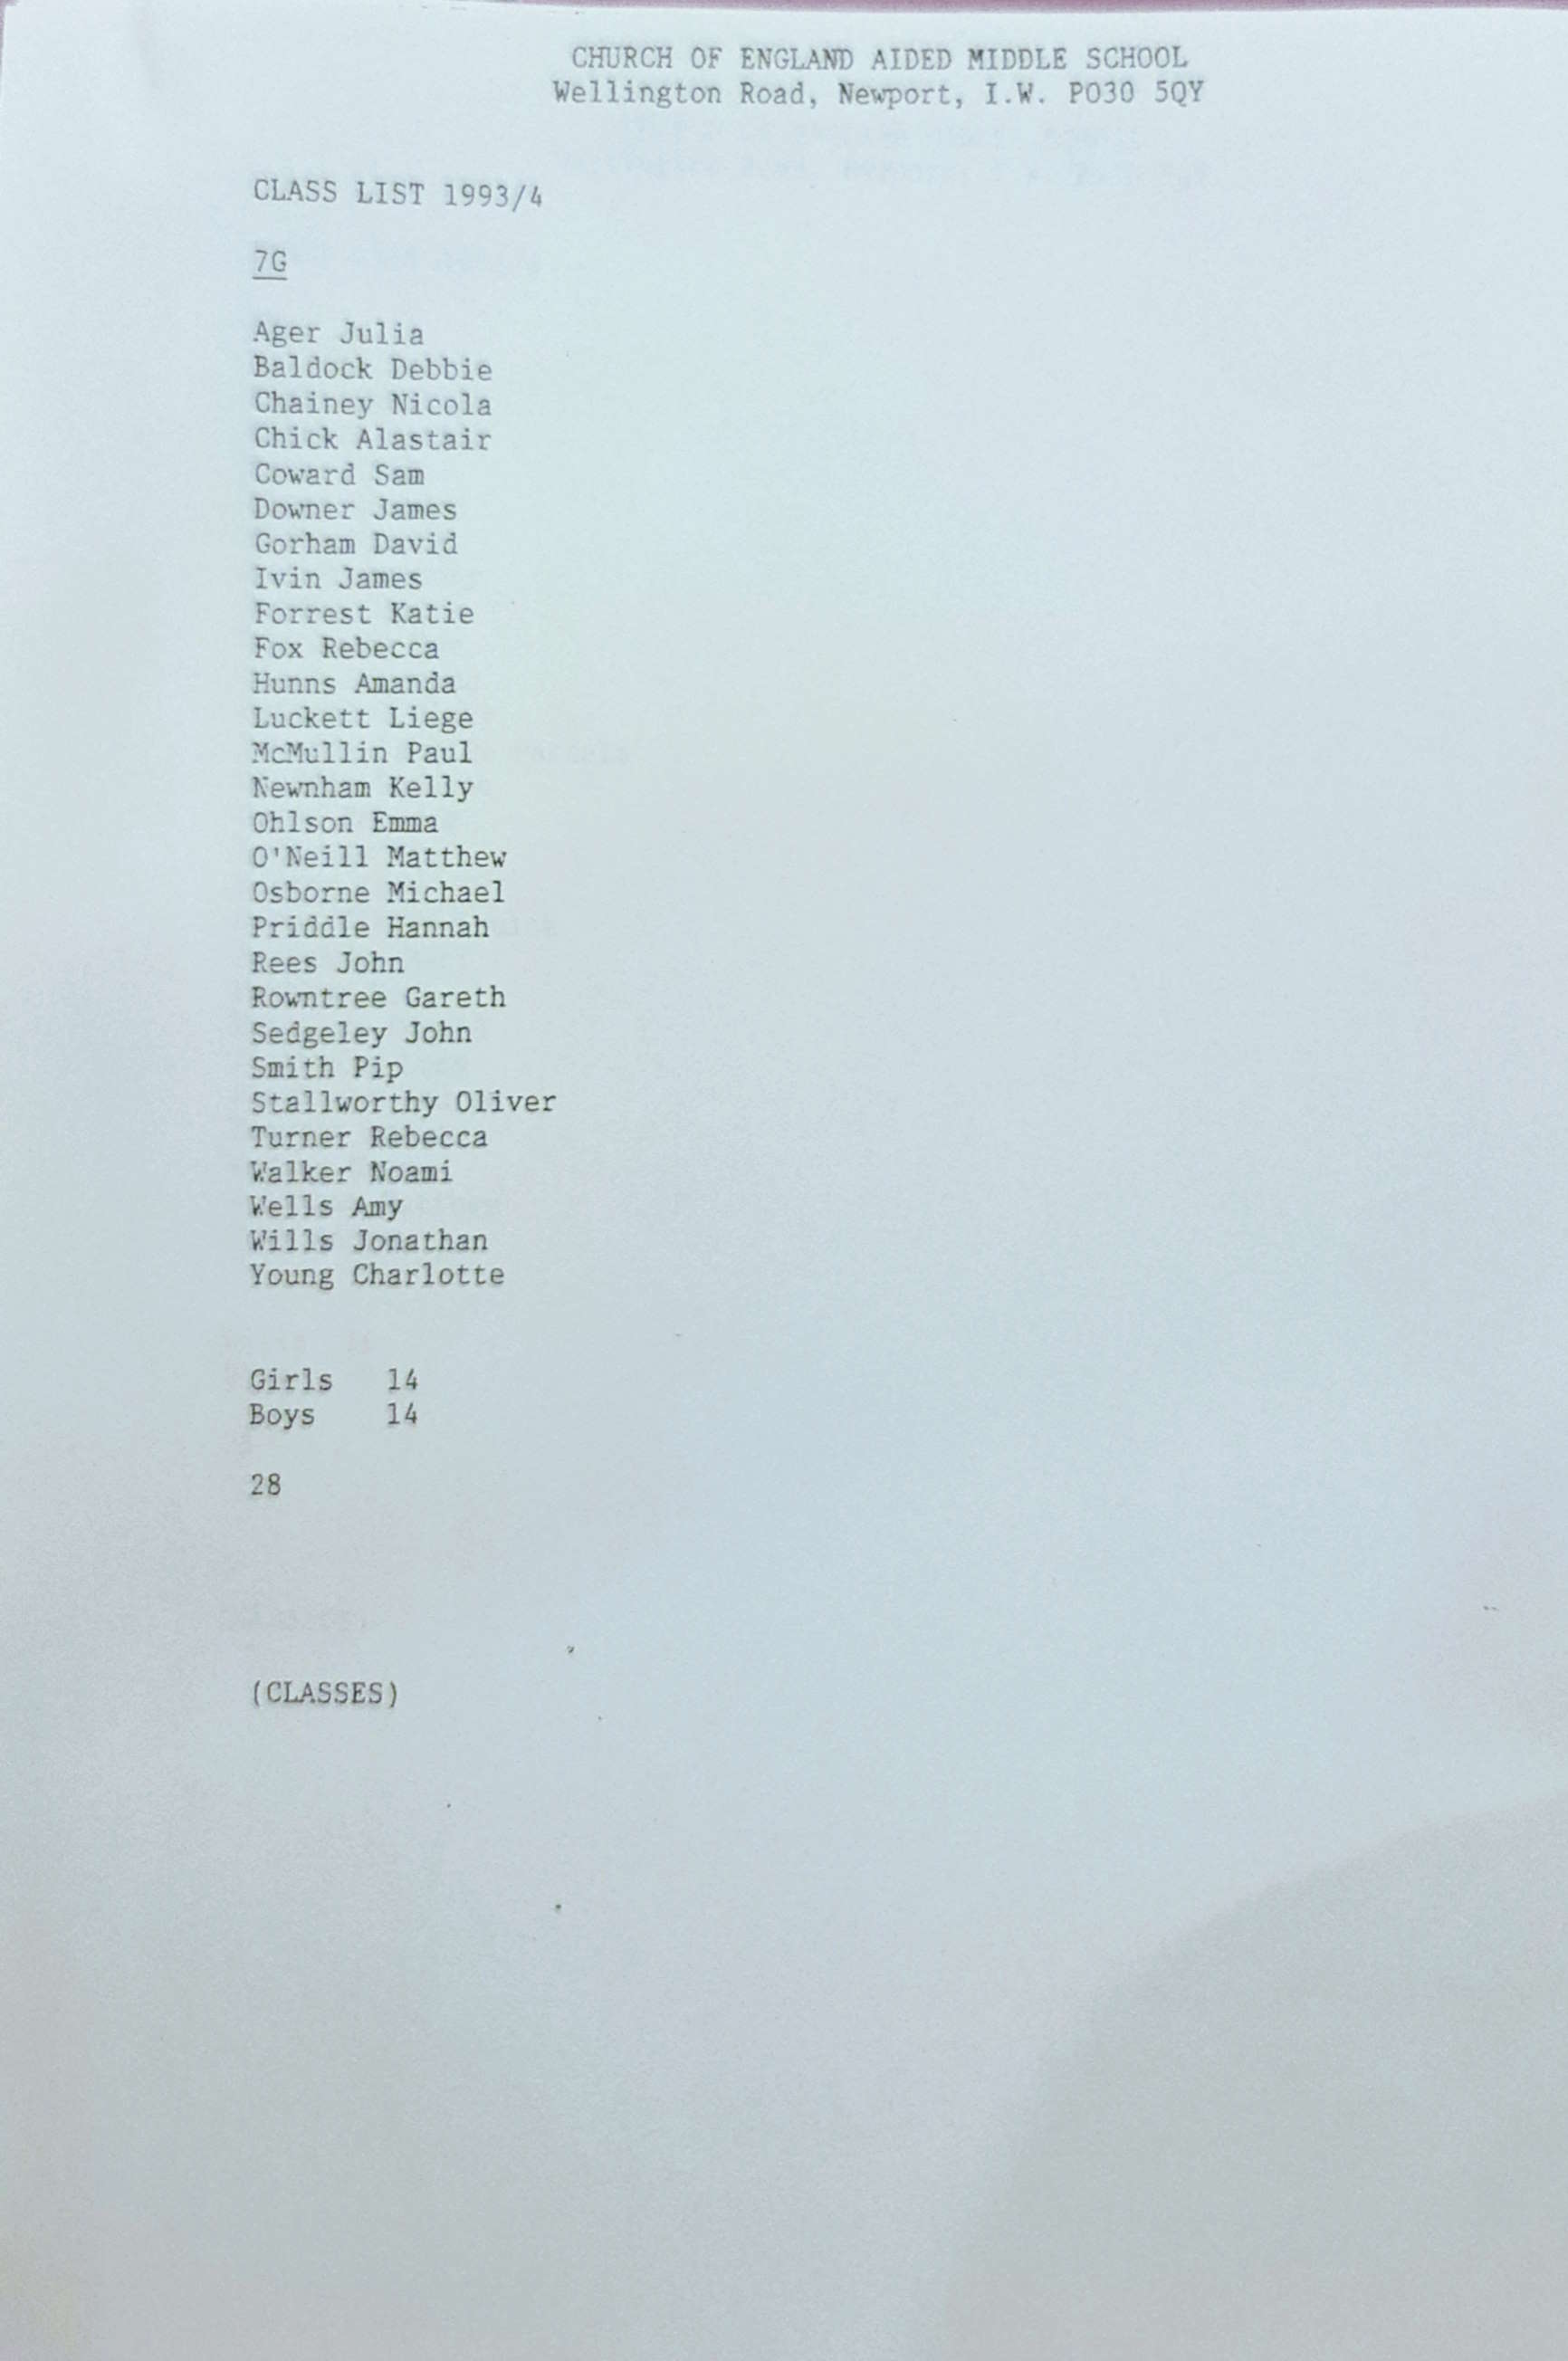 CHURCH OF ENGLAND AIDED MIDDLE SCHOOL
Wellington Road, Newport, I.W. PO30 5QY
CLASS LIST 1993/4
7G
Ager Julia
Baldock Debbie
Chainey Nicola
Chick Alastair
Coward Sam
Downer James
Gorham David
Ivin James
Forrest Katie
Fox Rebecca
Hunns Amanda
Luckett Liege
McMullin Paul
Newnham Kelly
Ohlson Emma
O'Neill Matthew
Osborne Michael
Priddle Hannah
Rees John
Rowntree Gareth
Sedgeley John
Smith Pip
Stallworthy Oliver
Turner Rebecca
Walker Noami
Wells Amy
Wills Jonathan
Young Charlotte
Girls 14
Boys 14
28
(CLASSES)